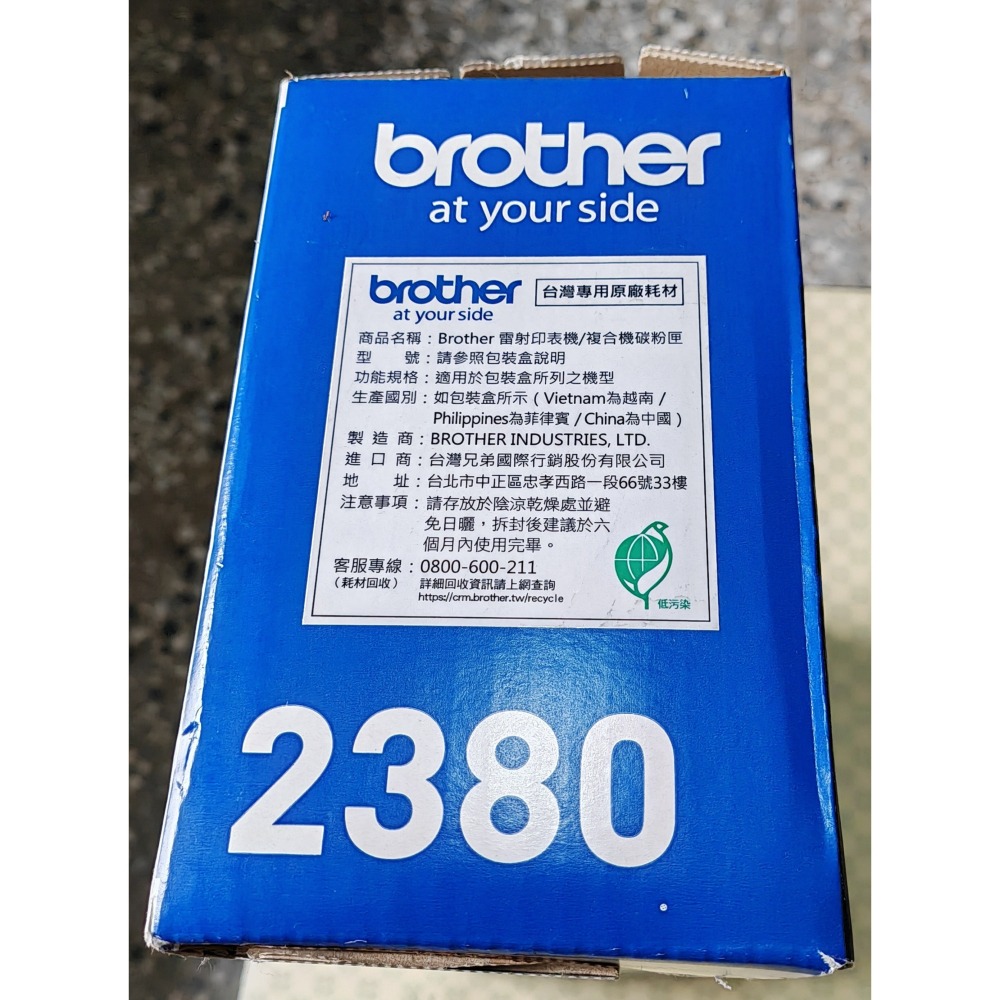 brother
at your side
brother 台灣專用原廠耗材
at your side
商品名稱：Brother 雷射印表機/複合機碳粉匣
型　　號：請參照包裝盒說明
功能規格：適用於包裝盒所列之機型
生產國別：如包裝盒所示（Vietnam為越南 /
Philippines為菲律賓 / China為中國）
製 造 商：BROTHER INDUSTRIES, LTD.
進 口 商：台灣兄弟國際行銷股份有限公司
地　　址：台北市中正區忠孝西路一段66號33樓
注意事項：請存放於陰涼乾燥處並避
免日曬，拆封後建議於六
個月內使用完畢。
客服專線：0800-600-211
（耗材回收） 詳細回收資訊請上網查詢
https://crm.brother.tw/recycle
低污染
2380